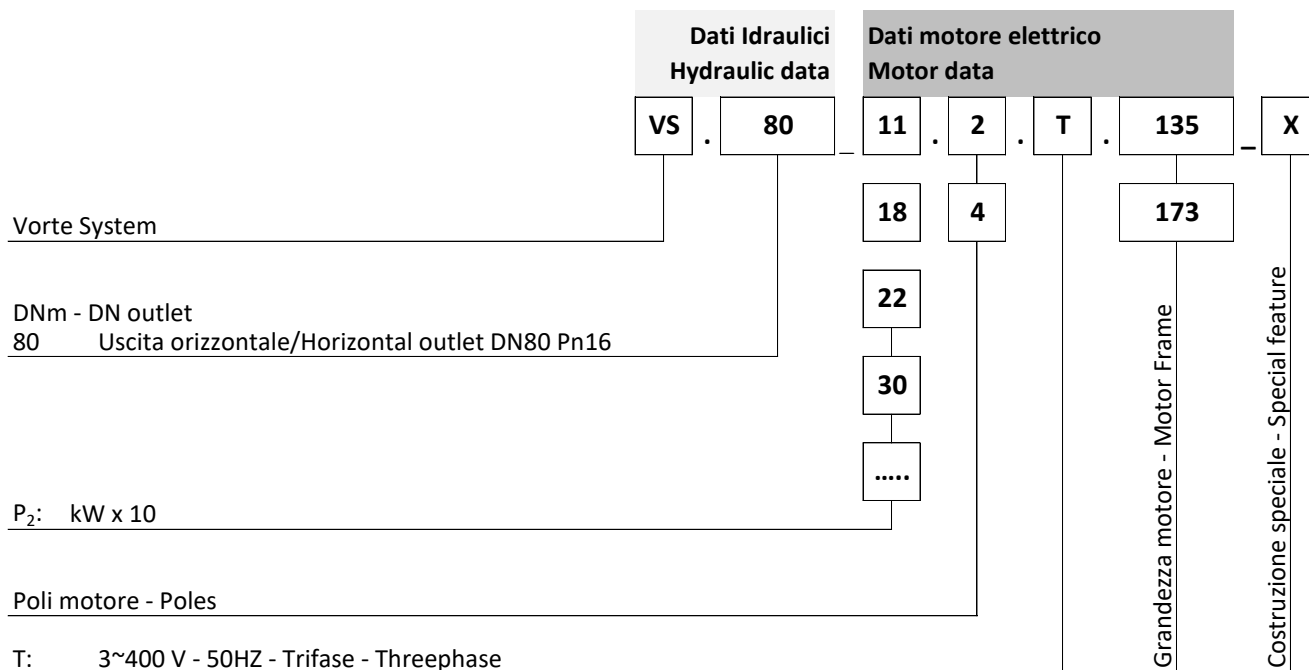 Dati Idraulici
Hydraulic data
Dati motore elettrico
Motor data
VS . 80 _ 11 . 2 . T . 135 _ X
18 4 173
Vorte System
22
DNm - DN outlet
80 Uscita orizzontale/Horizontal outlet DN80 Pn16
30
.....
P₂: kW x 10
Poli motore - Poles
T: 3~400 V - 50HZ - Trifase - Threephase
Grandezza motore - Motor Frame
Costruzione speciale - Special feature